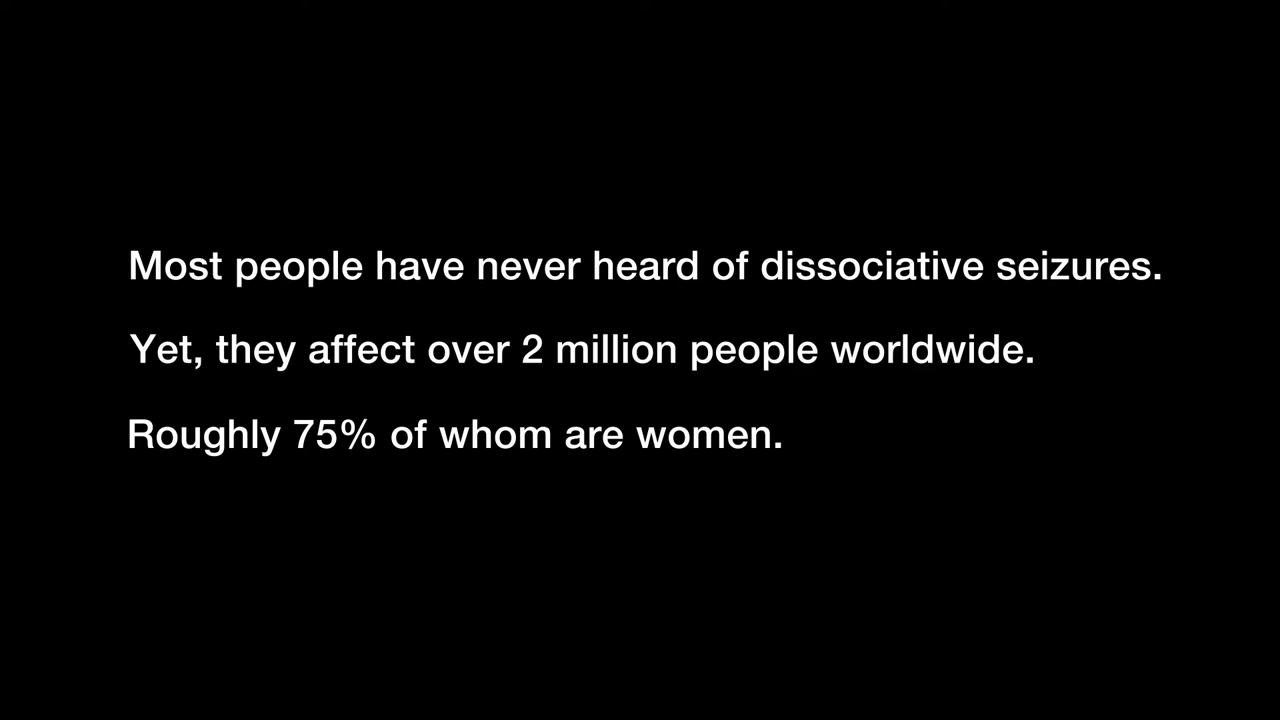 Most people have never heard of dissociative seizures.
Yet, they affect over 2 million people worldwide.
Roughly 75% of whom are women.